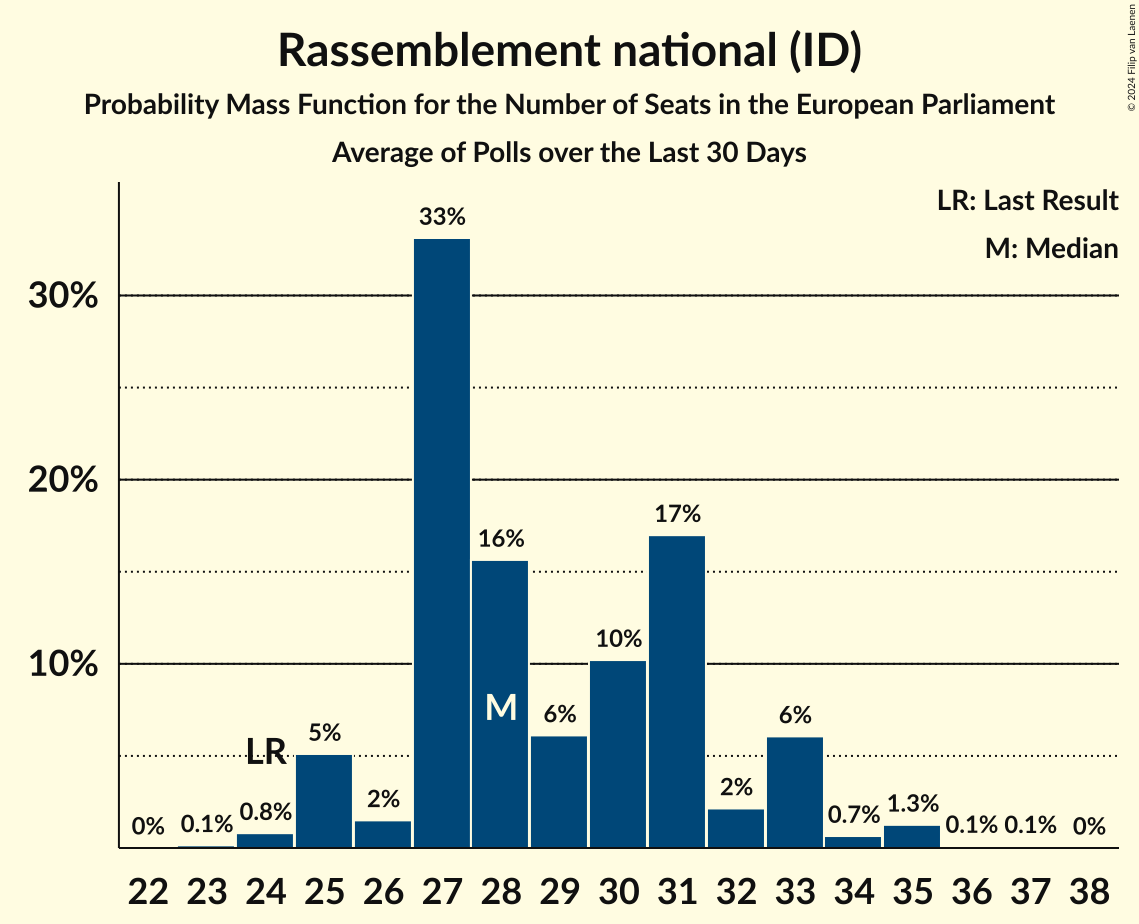 Rassemblement national (ID)
Probability Mass Function for the Number of Seats in the European Parliament
Average of Polls over the Last 30 Days
© 2024 Filip van Laenen
LR: Last Result
M: Median
30%
20%
10%
0%
0.1%
0.8%
LR
5%
2%
33%
16%
M
6%
10%
17%
2%
6%
0.7%
1.3%
0.1%
0.1%
0%
22 23 24 25 26 27 28 29 30 31 32 33 34 35 36 37 38